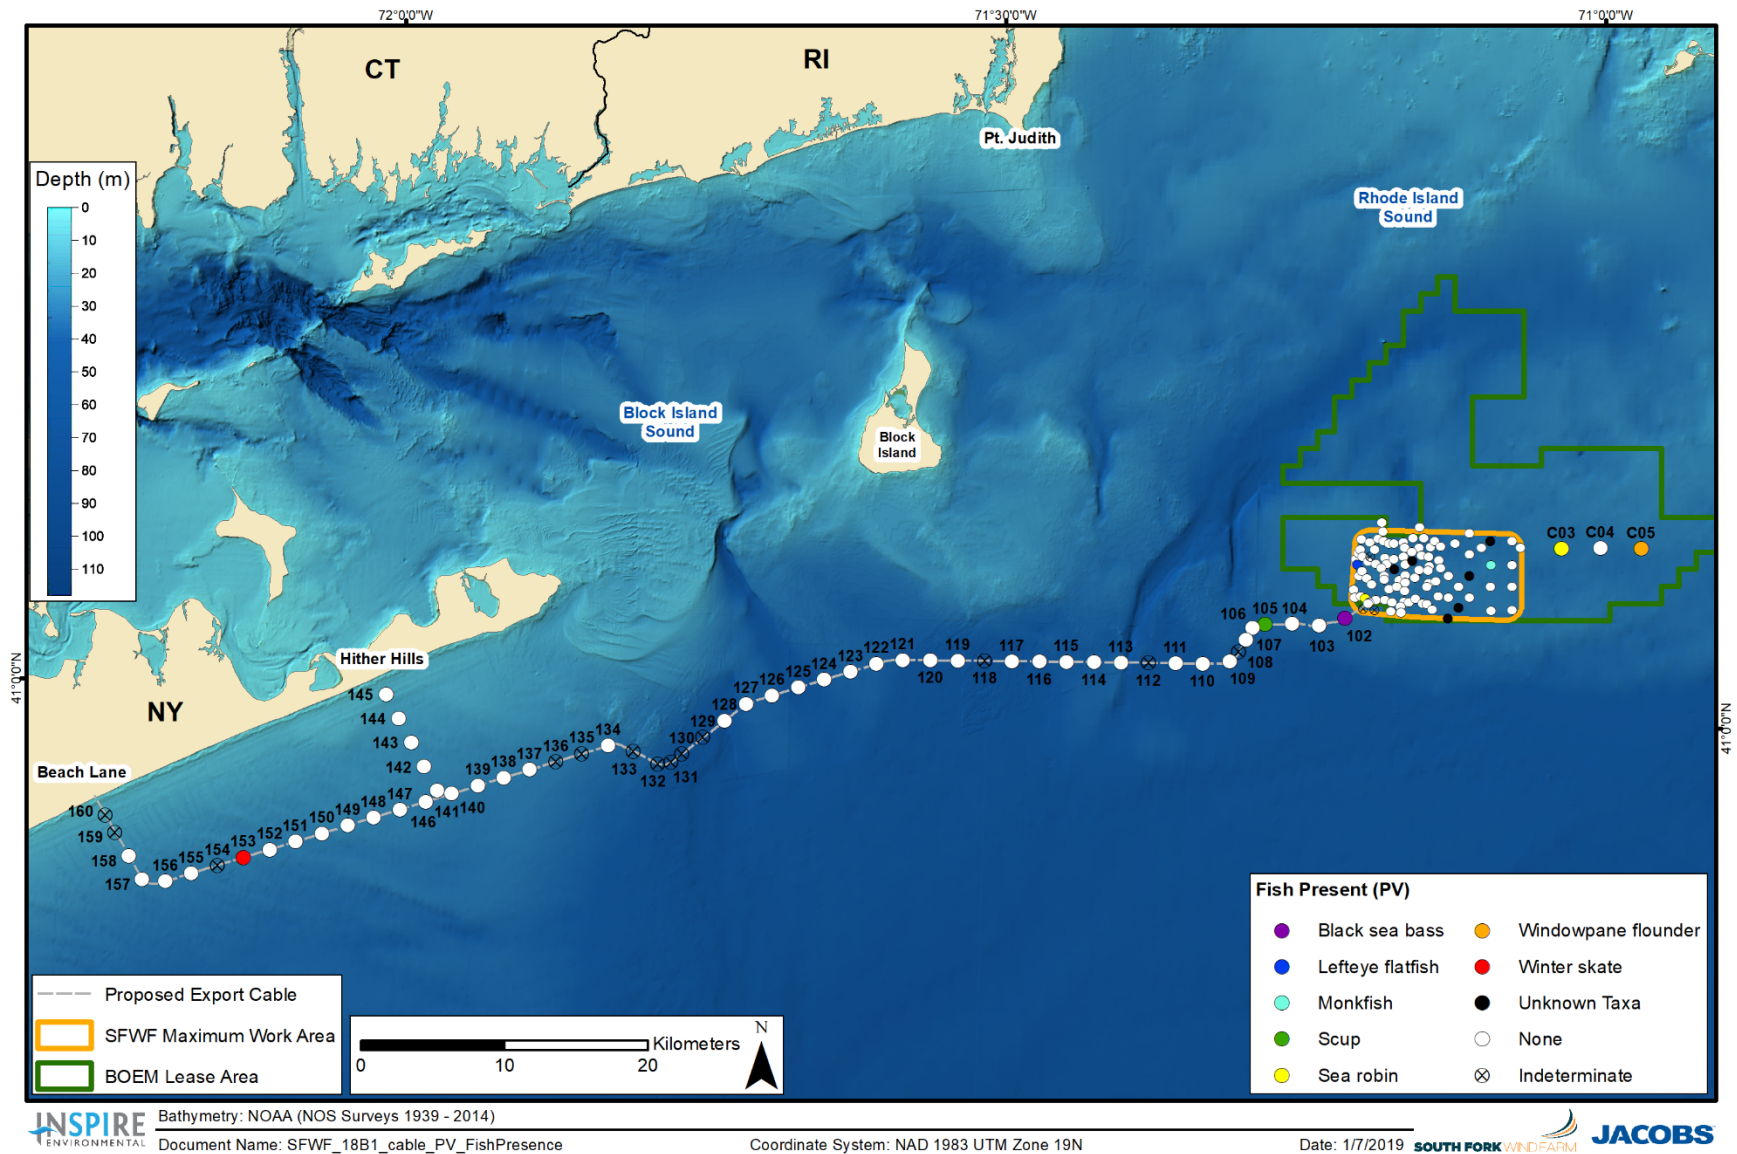 72°0'0"W
71°30'0"W
71°0'0"W
CT
RI
Pt. Judith
Depth (m)
0
10
20
30
40
50
60
70
80
90
100
110
Rhode Island
Sound
Block Island
Sound
Block
Island
C03
C04
C05
106
105
104
102
103
107
108
109
122
121
119
117
115
113
111
120
118
116
114
112
110
123
124
125
126
127
128
129
130
131
132
133
134
135
136
137
138
139
140
141
Hither Hills
145
144
143
142
NY
41°0'0"N
41°0'0"N
Beach Lane
160
159
158
157
156
155
154
153
152
151
150
149
148
147
146
Fish Present (PV)
Black sea bass
Lefteye flatfish
Monkfish
Scup
Sea robin
Windowpane flounder
Winter skate
Unknown Taxa
None
Indeterminate
Proposed Export Cable
SFWF Maximum Work Area
BOEM Lease Area
N
Kilometers
0
10
20
INSPIRE
ENVIRONMENTAL
Bathymetry: NOAA (NOS Surveys 1939 - 2014)
Document Name: SFWF_18B1_cable_PV_FishPresence
Coordinate System: NAD 1983 UTM Zone 19N
Date: 1/7/2019
SOUTH FORK WIND FARM
JACOBS